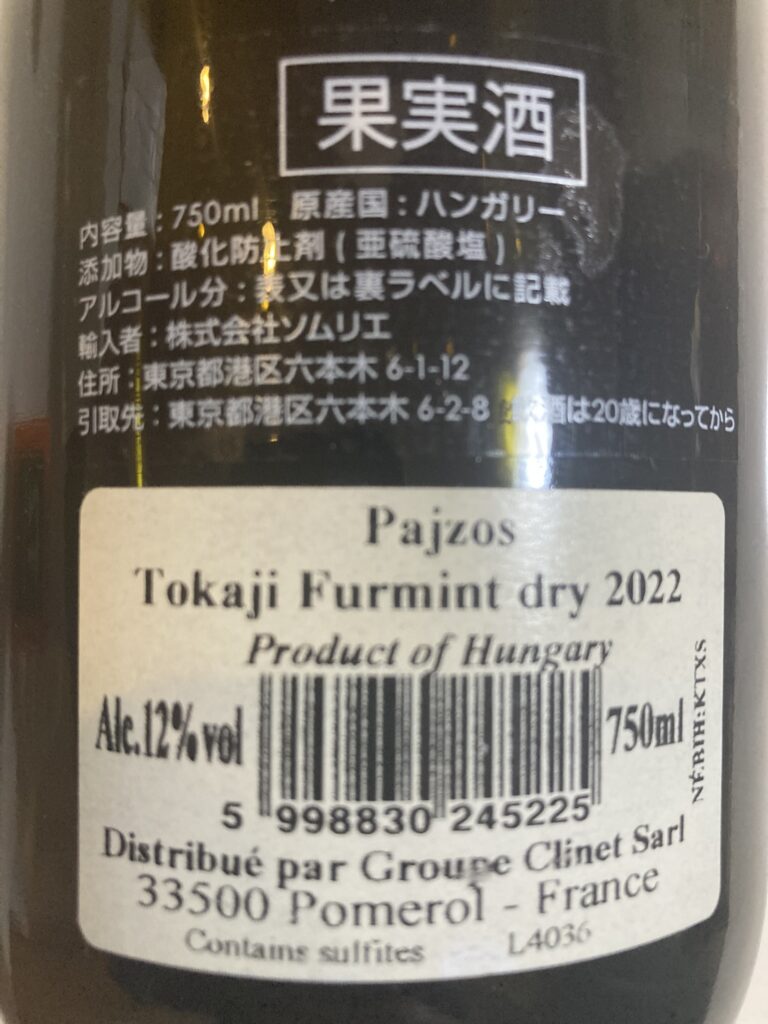 果実酒
内容量：750ml 原産国：ハンガリー
添加物：酸化防止剤（亜硫酸塩）
アルコール分：表又は裏ラベルに記載
輸入者：株式会社ソムリエ
住所：東京都港区六本木 6-1-12
引取先：東京都港区六本木 6-2-8 お酒は20歳になってから
Pajzos
Tokaji Furmint dry 2022
Product of Hungary
Alc.12% vol
750ml
NÉBIH:KTXS
5 998830 245225
Distribué par Groupe Clinet Sarl
33500 Pomerol - France
Contains sulfites L4036